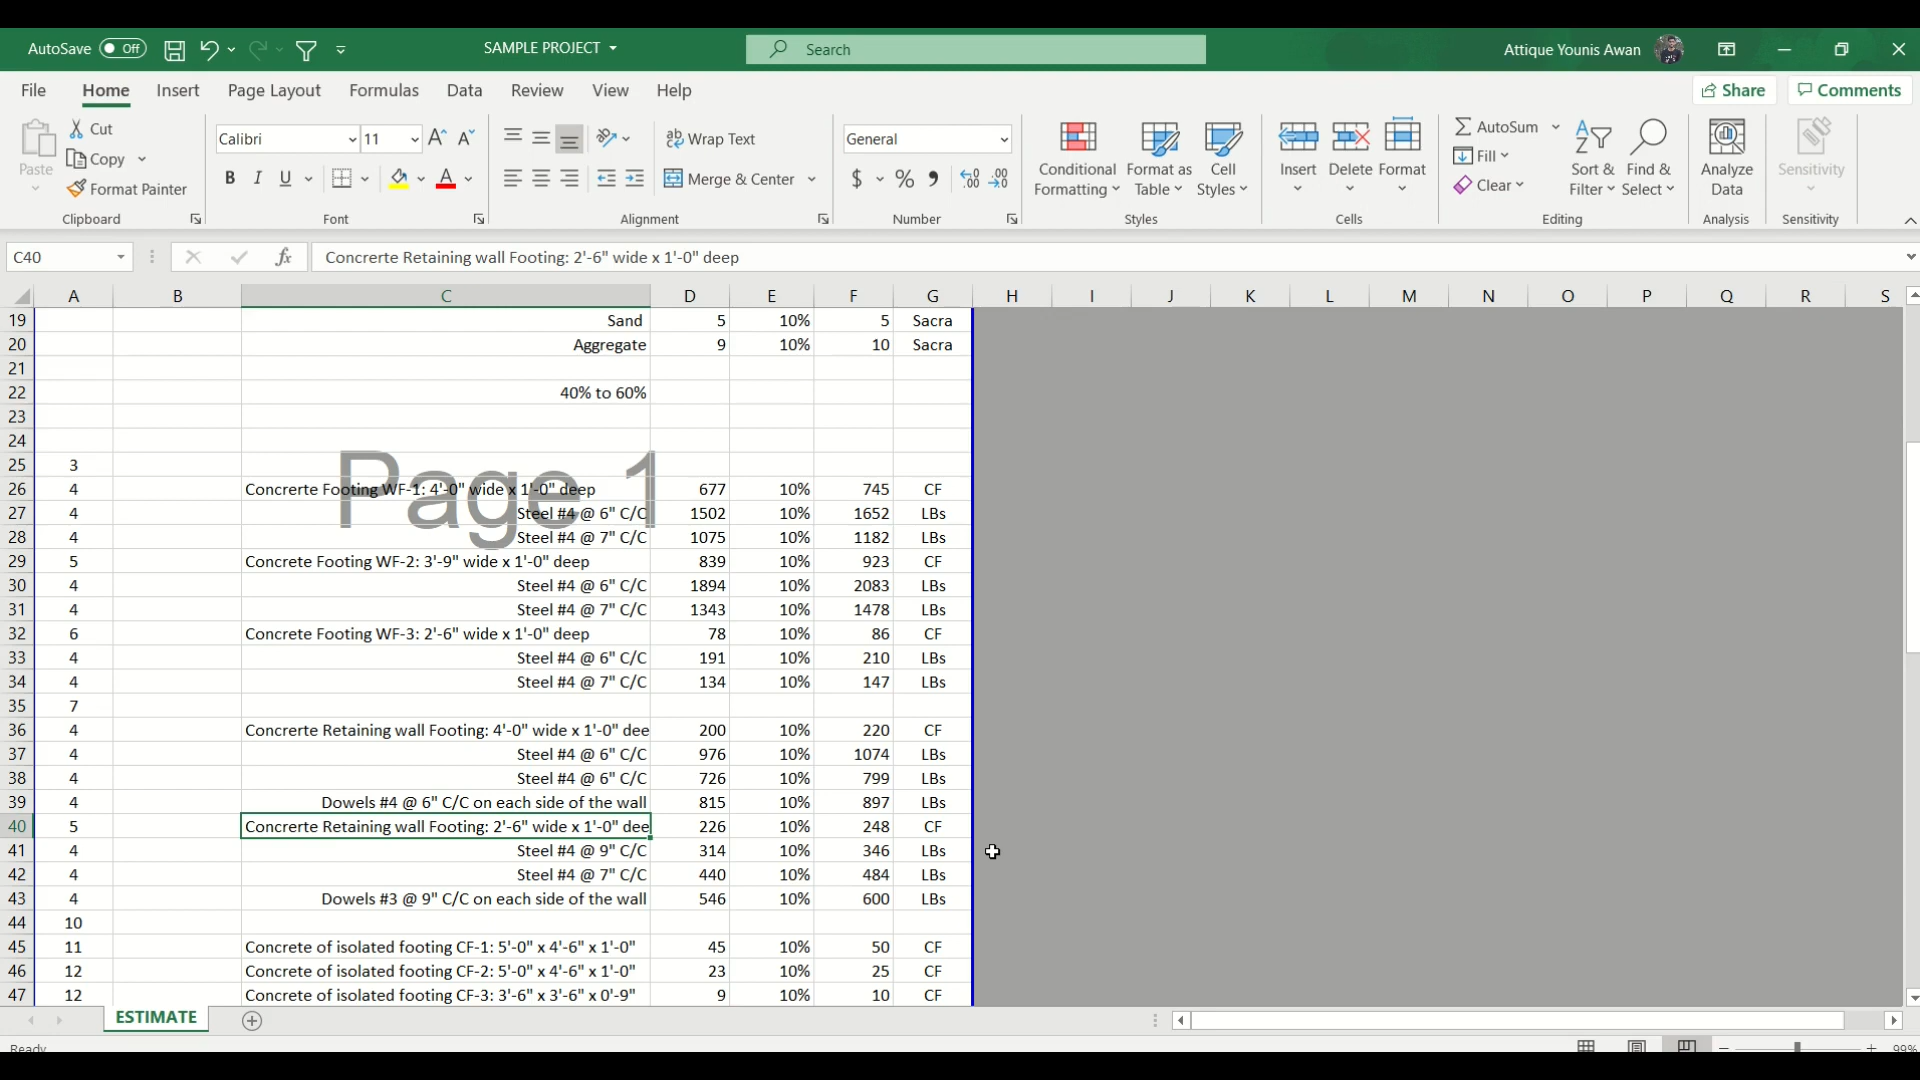 AutoSave Off SAMPLE PROJECT Search Attique Younis Awan
File Home Insert Page Layout Formulas Data Review View Help Share Comments
Cut Calibri 11 Wrap Text General AutoSum
Paste Copy Fill
Format Painter B I U A Merge & Center $ % Conditional Formatting Format as Table Cell Styles Insert Delete Format Clear Sort & Filter Find & Select Analyze Data Sensitivity
Clipboard Font Alignment Number Styles Cells Editing Analysis Sensitivity
C40 fx Concrerte Retaining wall Footing: 2'-6" wide x 1'-0" deep
A B C D E F G H I J K L M N O P Q R S
19 Sand 5 10% 5 Sacra
20 Aggregate 9 10% 10 Sacra
21
22 40% to 60%
23
24
25 3
Page 1
26 4 Concrerte Footing WF-1: 4'-0" wide x 1'-0" deep 677 10% 745 CF
27 4 Steel #4 @ 6" C/C 1502 10% 1652 LBs
28 4 Steel #4 @ 7" C/C 1075 10% 1182 LBs
29 5 Concrete Footing WF-2: 3'-9" wide x 1'-0" deep 839 10% 923 CF
30 4 Steel #4 @ 6" C/C 1894 10% 2083 LBs
31 4 Steel #4 @ 7" C/C 1343 10% 1478 LBs
32 6 Concrete Footing WF-3: 2'-6" wide x 1'-0" deep 78 10% 86 CF
33 4 Steel #4 @ 6" C/C 191 10% 210 LBs
34 4 Steel #4 @ 7" C/C 134 10% 147 LBs
35 7
36 4 Concrerte Retaining wall Footing: 4'-0" wide x 1'-0" dee 200 10% 220 CF
37 4 Steel #4 @ 6" C/C 976 10% 1074 LBs
38 4 Steel #4 @ 6" C/C 726 10% 799 LBs
39 4 Dowels #4 @ 6" C/C on each side of the wall 815 10% 897 LBs
40 5 Concrerte Retaining wall Footing: 2'-6" wide x 1'-0" dee 226 10% 248 CF
41 4 Steel #4 @ 9" C/C 314 10% 346 LBs
42 4 Steel #4 @ 7" C/C 440 10% 484 LBs
43 4 Dowels #3 @ 9" C/C on each side of the wall 546 10% 600 LBs
44 10
45 11 Concrete of isolated footing CF-1: 5'-0" x 4'-6" x 1'-0" 45 10% 50 CF
46 12 Concrete of isolated footing CF-2: 5'-0" x 4'-6" x 1'-0" 23 10% 25 CF
47 12 Concrete of isolated footing CF-3: 3'-6" x 3'-6" x 0'-9" 9 10% 10 CF
ESTIMATE
Ready 99%